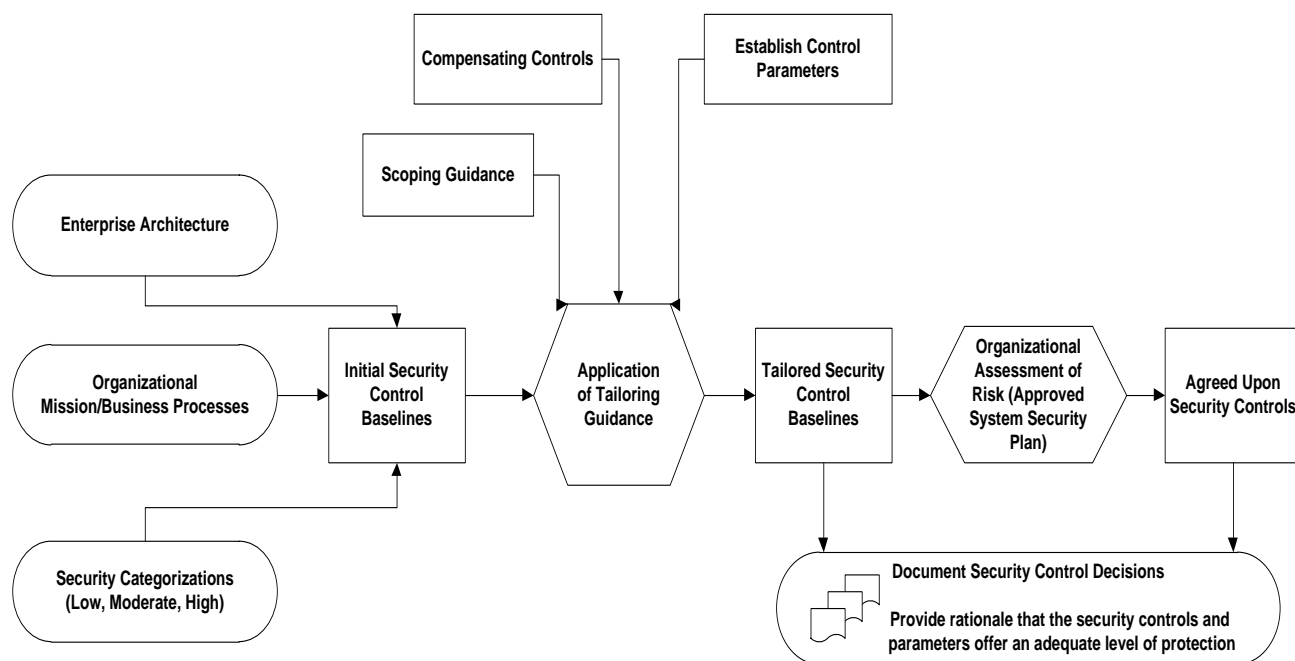 Compensating Controls
Establish Control
Parameters
Scoping Guidance
Enterprise Architecture
Organizational
Mission/Business Processes
Initial Security
Control
Baselines
Application
of Tailoring
Guidance
Tailored Security
Control
Baselines
Organizational
Assessment of
Risk (Approved
System Security
Plan)
Agreed Upon
Security Controls
Security Categorizations
(Low, Moderate, High)
Document Security Control Decisions
Provide rationale that the security controls and
parameters offer an adequate level of protection